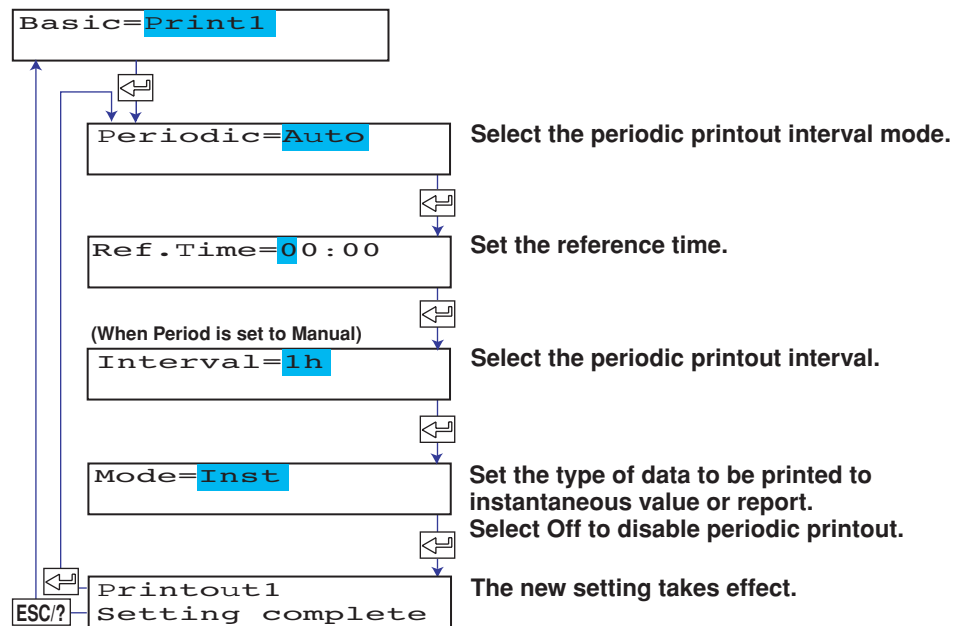 Basic=Print1
Periodic=Auto
Select the periodic printout interval mode.
Ref.Time=00:00
Set the reference time.
(When Period is set to Manual)
Interval=1h
Select the periodic printout interval.
Mode=Inst
Set the type of data to be printed to
instantaneous value or report.
Select Off to disable periodic printout.
Printout1
Setting complete
The new setting takes effect.
ESC/?